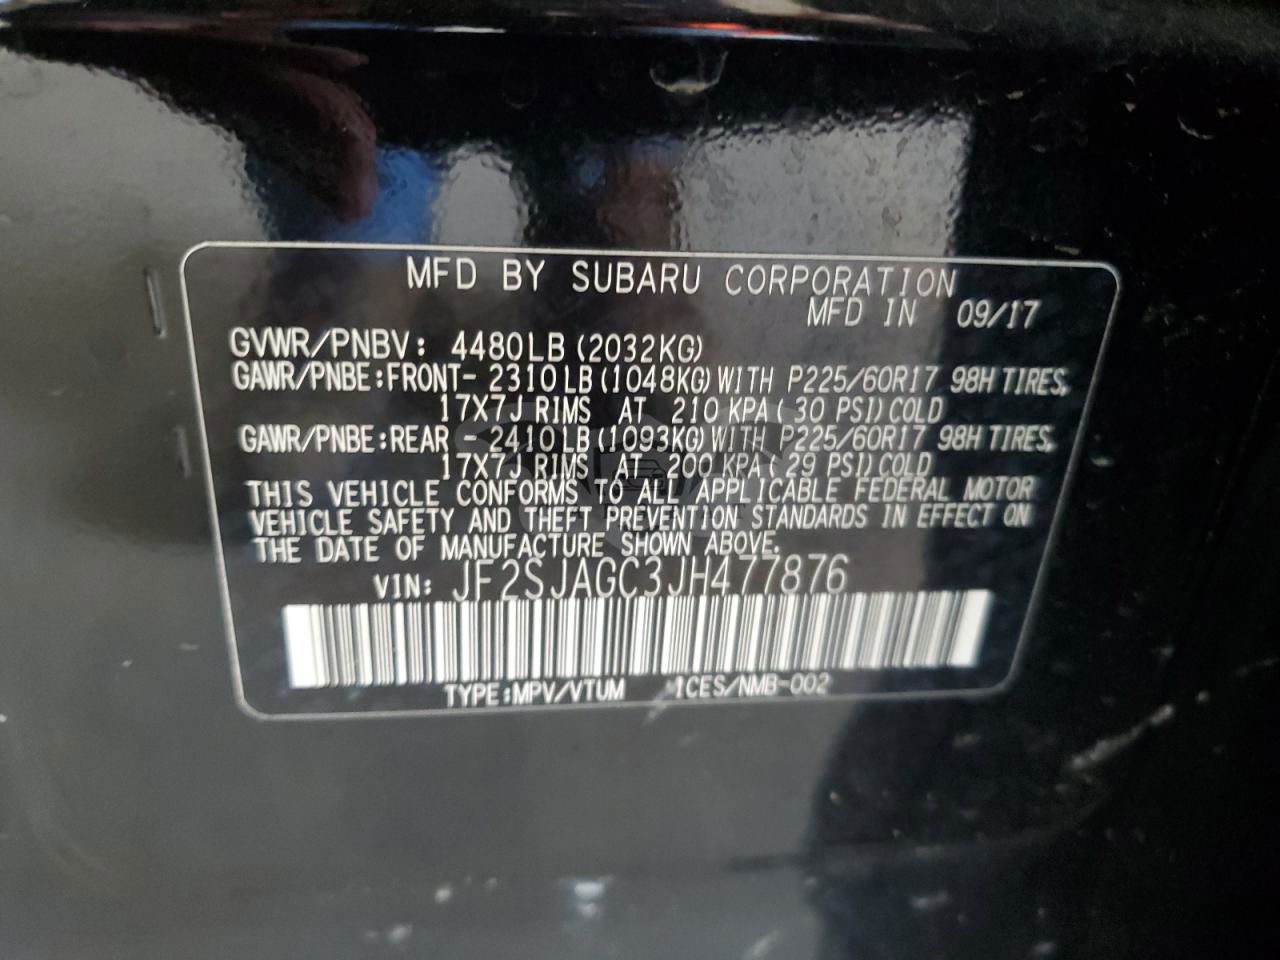 MFD BY SUBARU CORPORATION
MFD IN 09/17
GVWR/PNBV: 4480LB (2032KG)
GAWR/PNBE:FRONT- 2310LB(1048KG)WITH P225/60R17 98H TIRES,
17X7J RIMS AT 210 KPA( 30 PSI)COLD
GAWR/PNBE:REAR - 2410LB(1093KG)WITH P225/60R17 98H TIRES,
17X7J RIMS AT 200 KPA( 29 PSI)COLD
THIS VEHICLE CONFORMS TO ALL APPLICABLE FEDERAL MOTOR
VEHICLE SAFETY AND THEFT PREVENTION STANDARDS IN EFFECT ON
THE DATE OF MANUFACTURE SHOWN ABOVE.
VIN: JF2SJAGC3JH477876
TYPE:MPV/VTUM 1CES/NMB-002